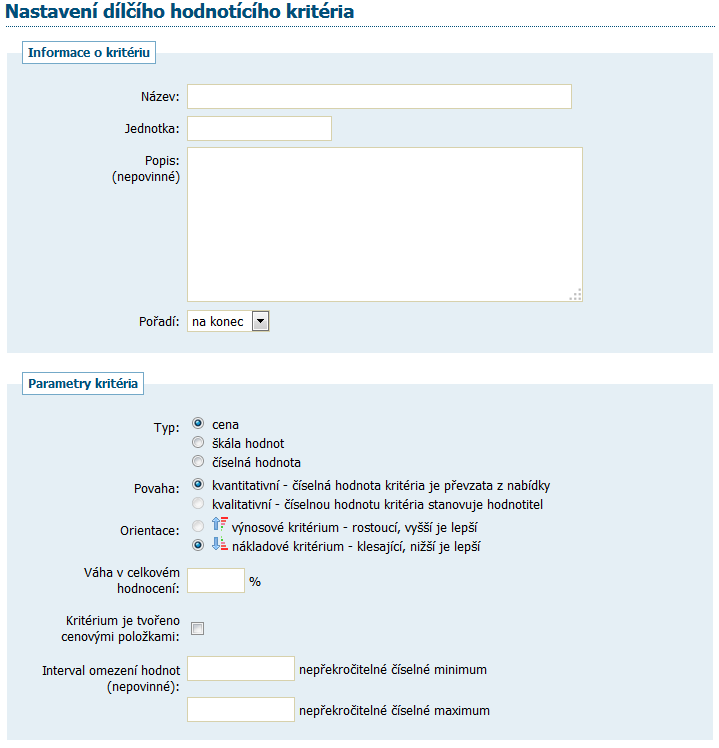 Nastavení dílčího hodnotícího kritéria
Informace o kritériu
Název:
Jednotka:
Popis:
(nepovinné)
Pořadí: na konec
Parametry kritéria
Typ: cena
škála hodnot
číselná hodnota
Povaha: kvantitativní - číselná hodnota kritéria je převzata z nabídky
kvalitativní - číselnou hodnotu kritéria stanovuje hodnotitel
Orientace: výnosové kritérium - rostoucí, vyšší je lepší
nákladové kritérium - klesající, nižší je lepší
Váha v celkovém
hodnocení: %
Kritérium je tvořeno
cenovými položkami:
Interval omezení hodnot nepřekročitelné číselné minimum
(nepovinné):
nepřekročitelné číselné maximum